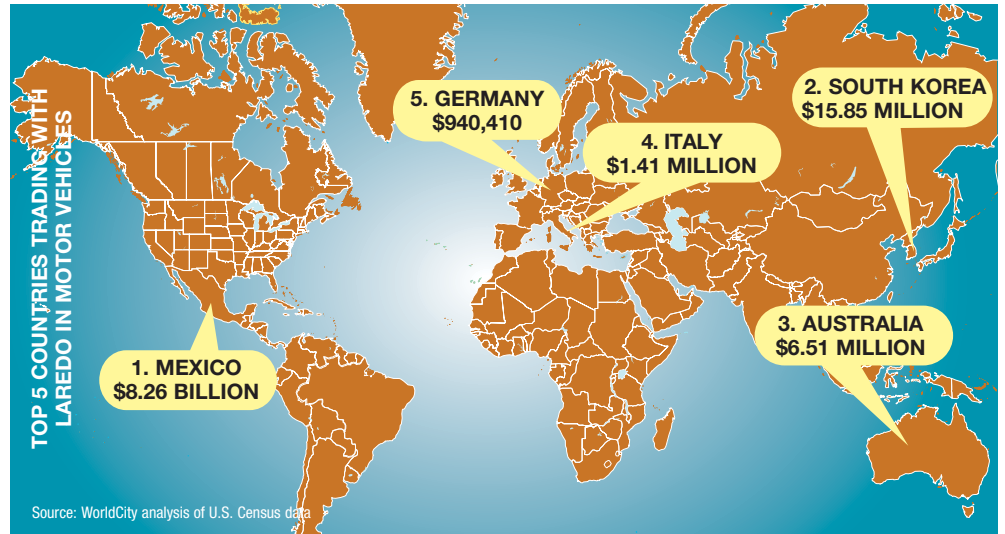 TOP 5 COUNTRIES TRADING WITH
LAREDO IN MOTOR VEHICLES
5. GERMANY
$940,410
2. SOUTH KOREA
$15.85 MILLION
4. ITALY
$1.41 MILLION
3. AUSTRALIA
$6.51 MILLION
1. MEXICO
$8.26 BILLION
Source: WorldCity analysis of U.S. Census data